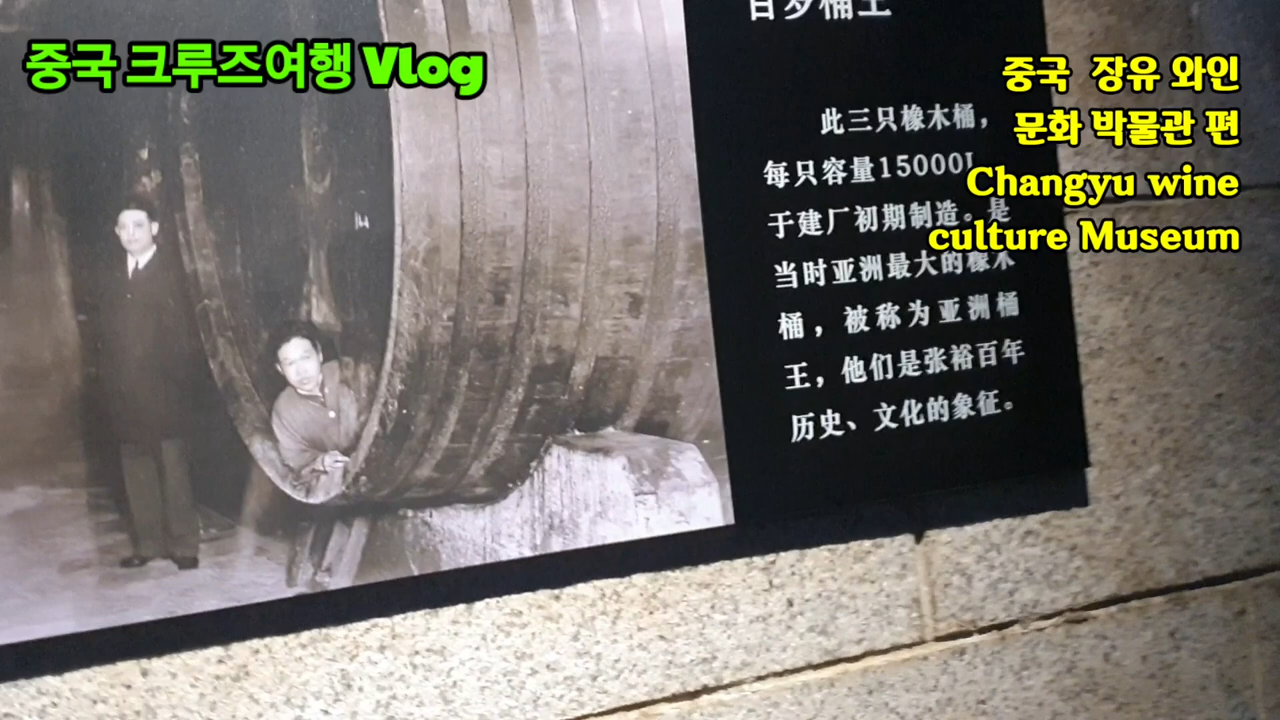 중국 크루즈여행 Vlog
중국 장유 와인
문화 박물관 편
Changyu wine
culture Museum
百岁桶王
此三只橡木桶，
每只容量15000L
于建厂初期制造。是
当时亚洲最大的橡木
桶，被称为亚洲桶
王，他们是张裕百年
历史、文化的象征。